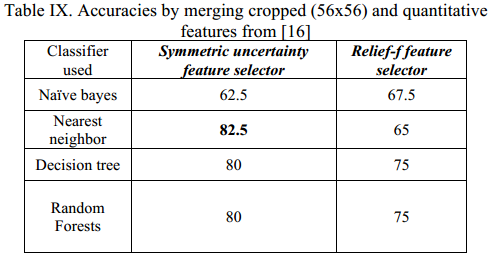 Table IX. Accuracies by merging cropped (56x56) and quantitative
features from [16]
Classifier used Symmetric uncertainty feature selector Relief-f feature selector
Naïve bayes 62.5 67.5
Nearest neighbor 82.5 65
Decision tree 80 75
Random Forests 80 75